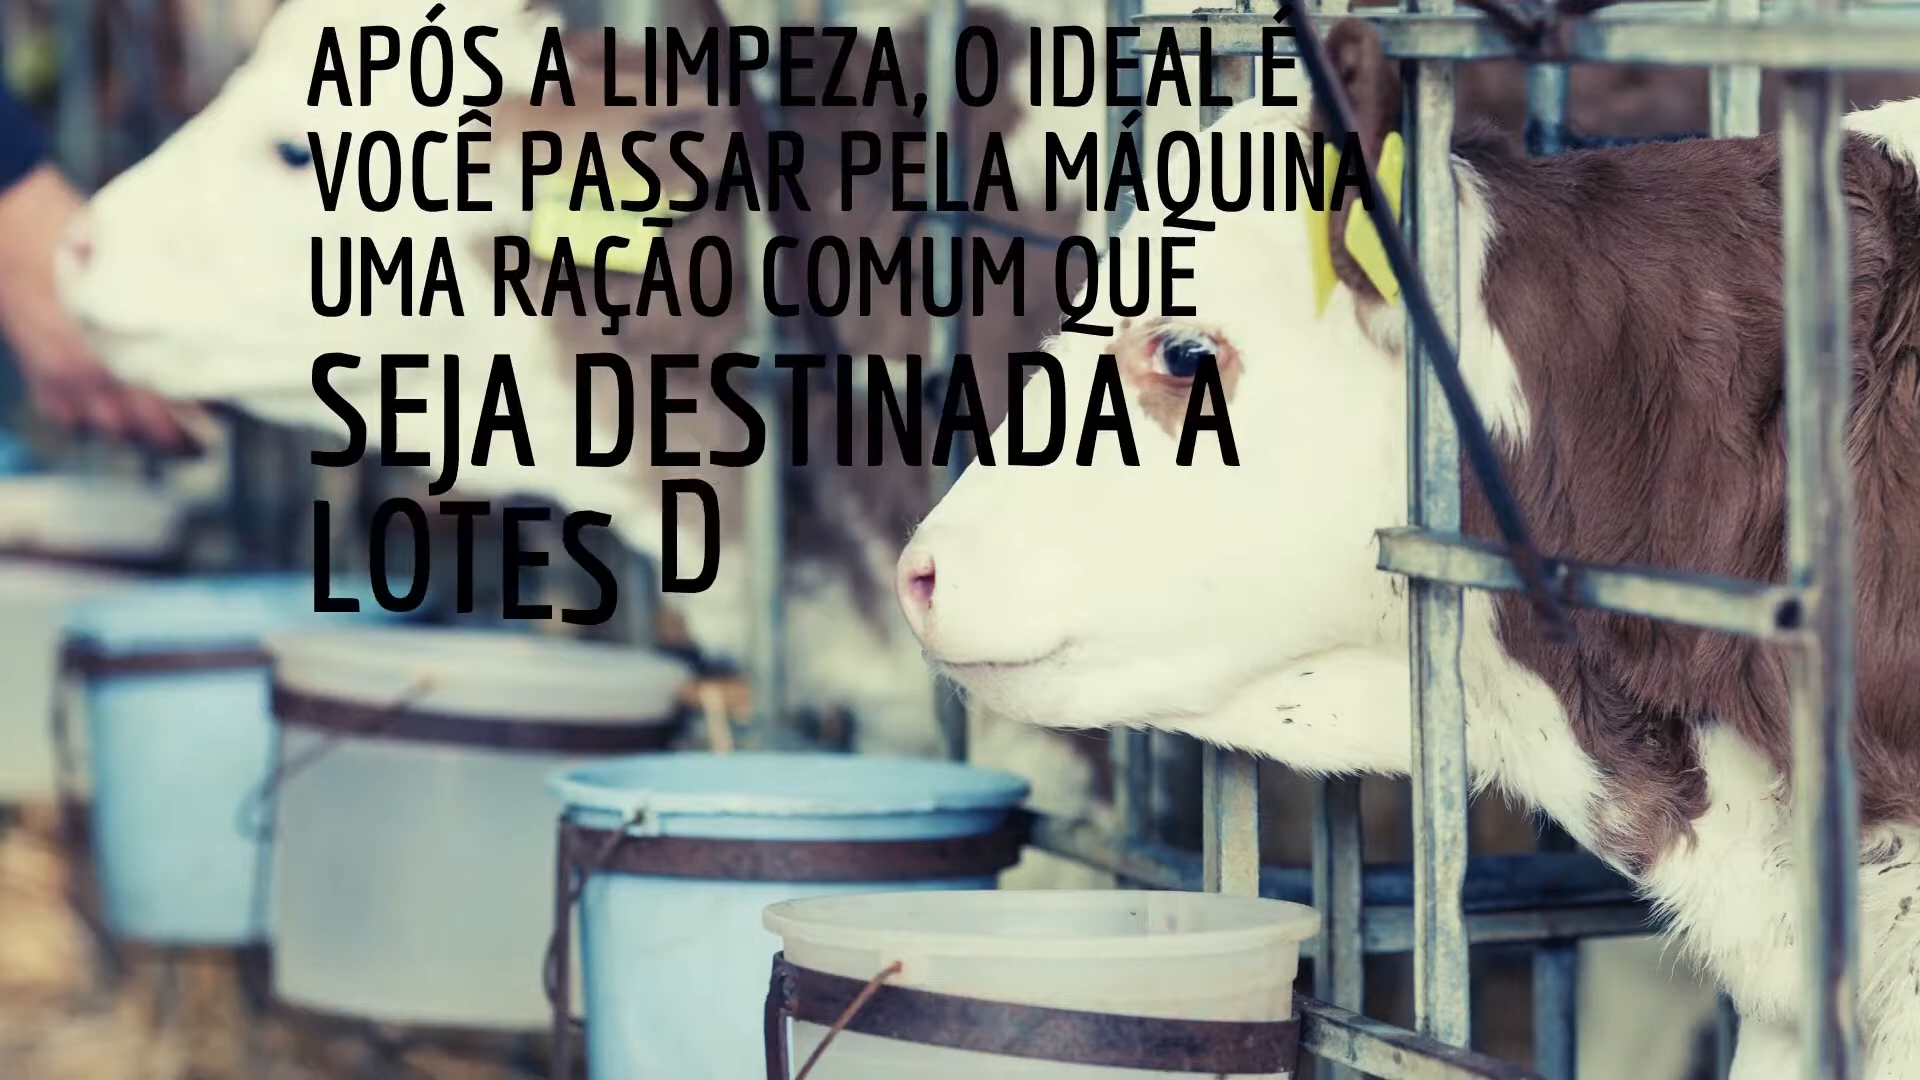 APÓS A LIMPEZA, O IDEAL É
VOCÊ PASSAR PELA MÁQUINA
UMA RAÇÃO COMUM QUE
SEJA DESTINADA A
LOTES D